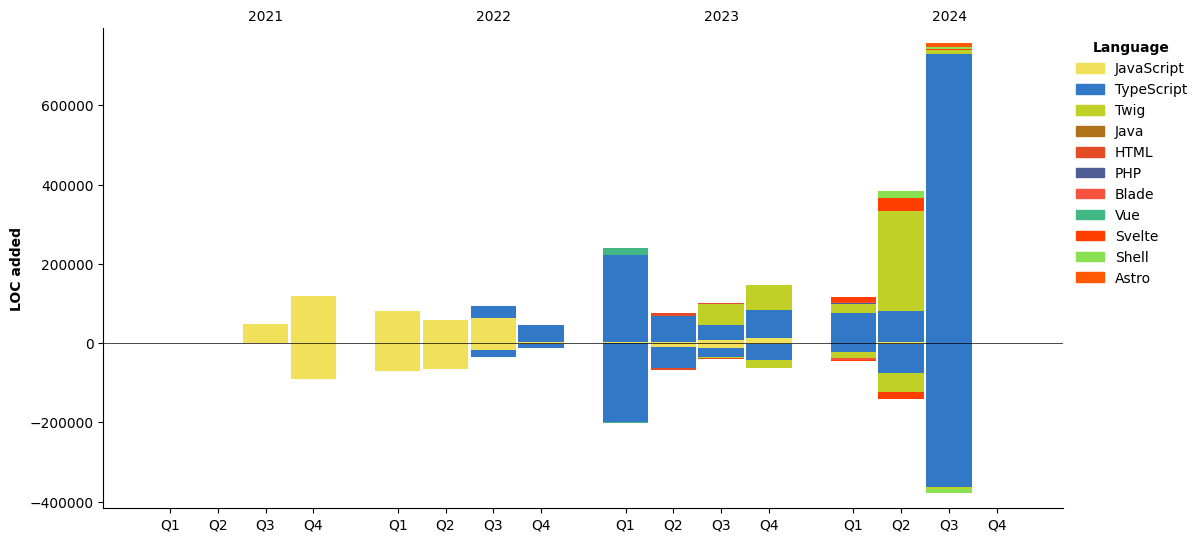 2021 2022 2023 2024
Language
JavaScript
TypeScript
Twig
Java
HTML
PHP
Blade
Vue
Svelte
Shell
Astro
LOC added
600000
400000
200000
0
−200000
−400000
Q1 Q2 Q3 Q4 Q1 Q2 Q3 Q4 Q1 Q2 Q3 Q4 Q1 Q2 Q3 Q4